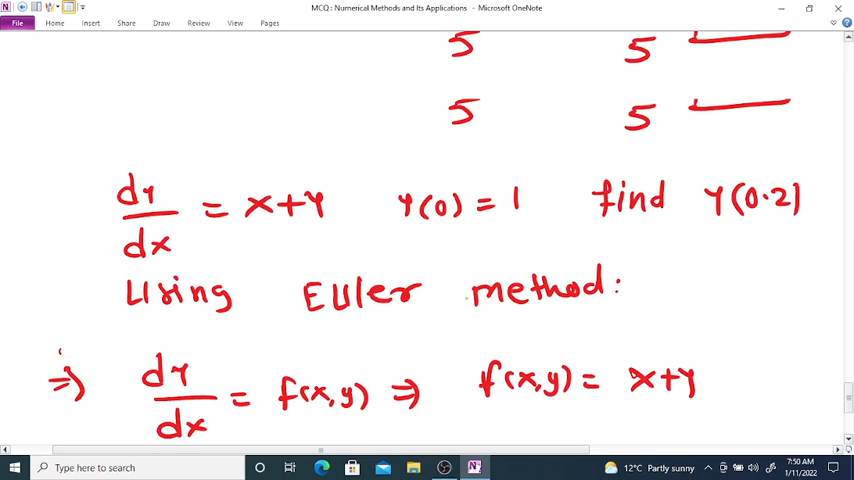 MCQ : Numerical Methods and Its Applications - Microsoft OneNote
File Home Insert Share Draw History Review View Pages
5 5
5 5
dy/dx = x+y y(0) = 1 find y(0.2)
Using Euler method:
=> dy/dx = f(x,y) => f(x,y) = x+y
Type here to search 12°C Partly sunny 7:50 AM
1/11/2022